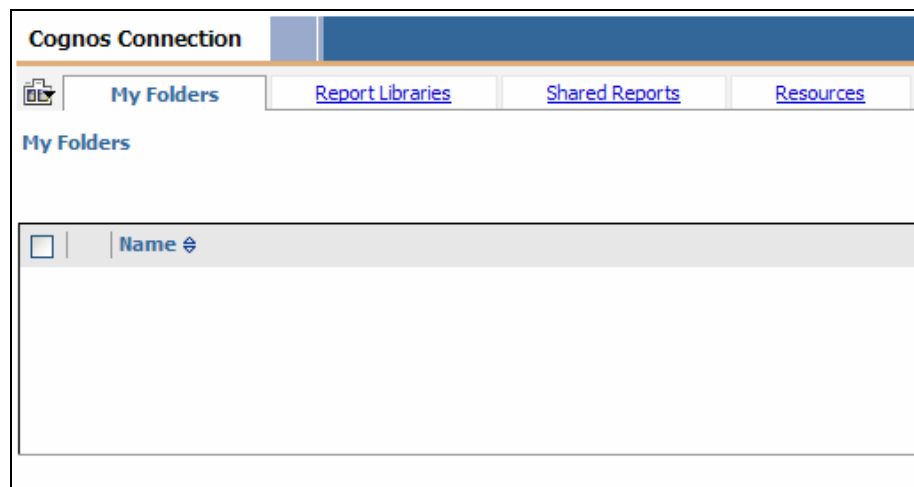 Cognos Connection
My Folders Report Libraries Shared Reports Resources
My Folders
Name